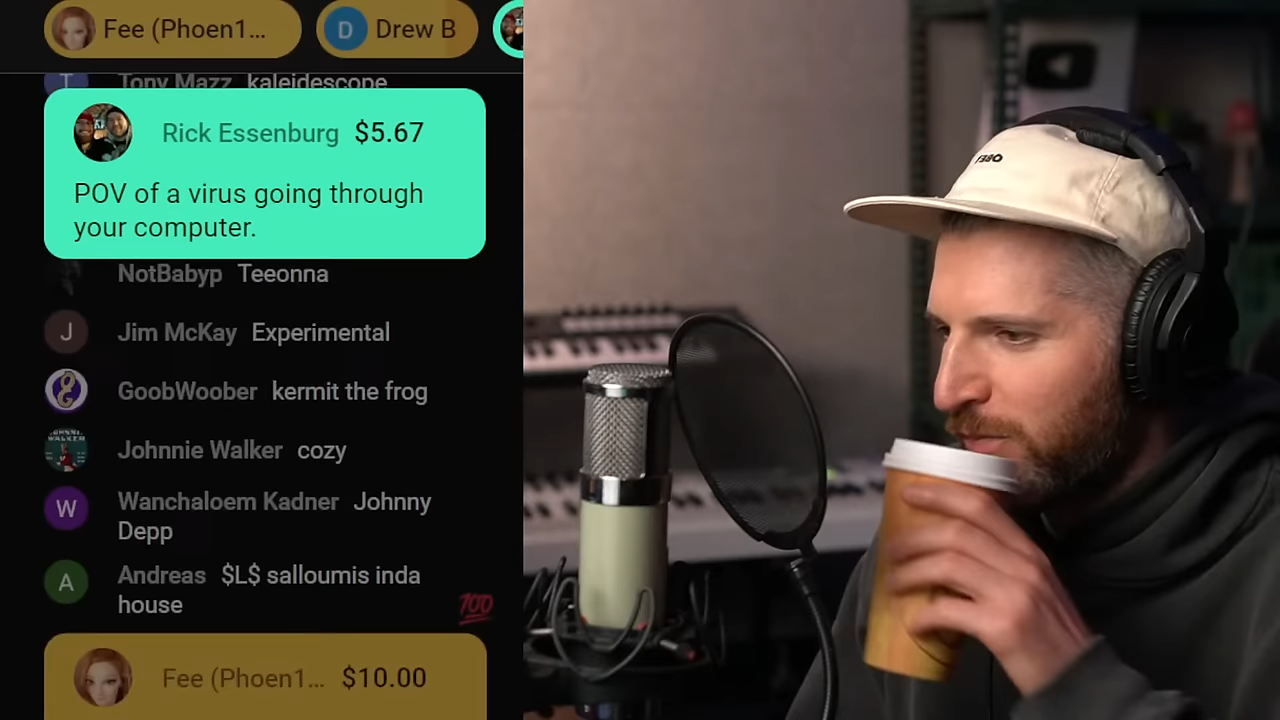 Fee (Phoen1...
D Drew B
T Tony Mazz kaleidescope
Rick Essenburg $5.67
POV of a virus going through
your computer.
NotBabyp Teeonna
J Jim McKay Experimental
GoobWoober kermit the frog
Johnnie Walker cozy
W Wanchaloem Kadner Johnny
Depp
A Andreas $L$ salloumis inda
house
100
Fee (Phoen1... $10.00